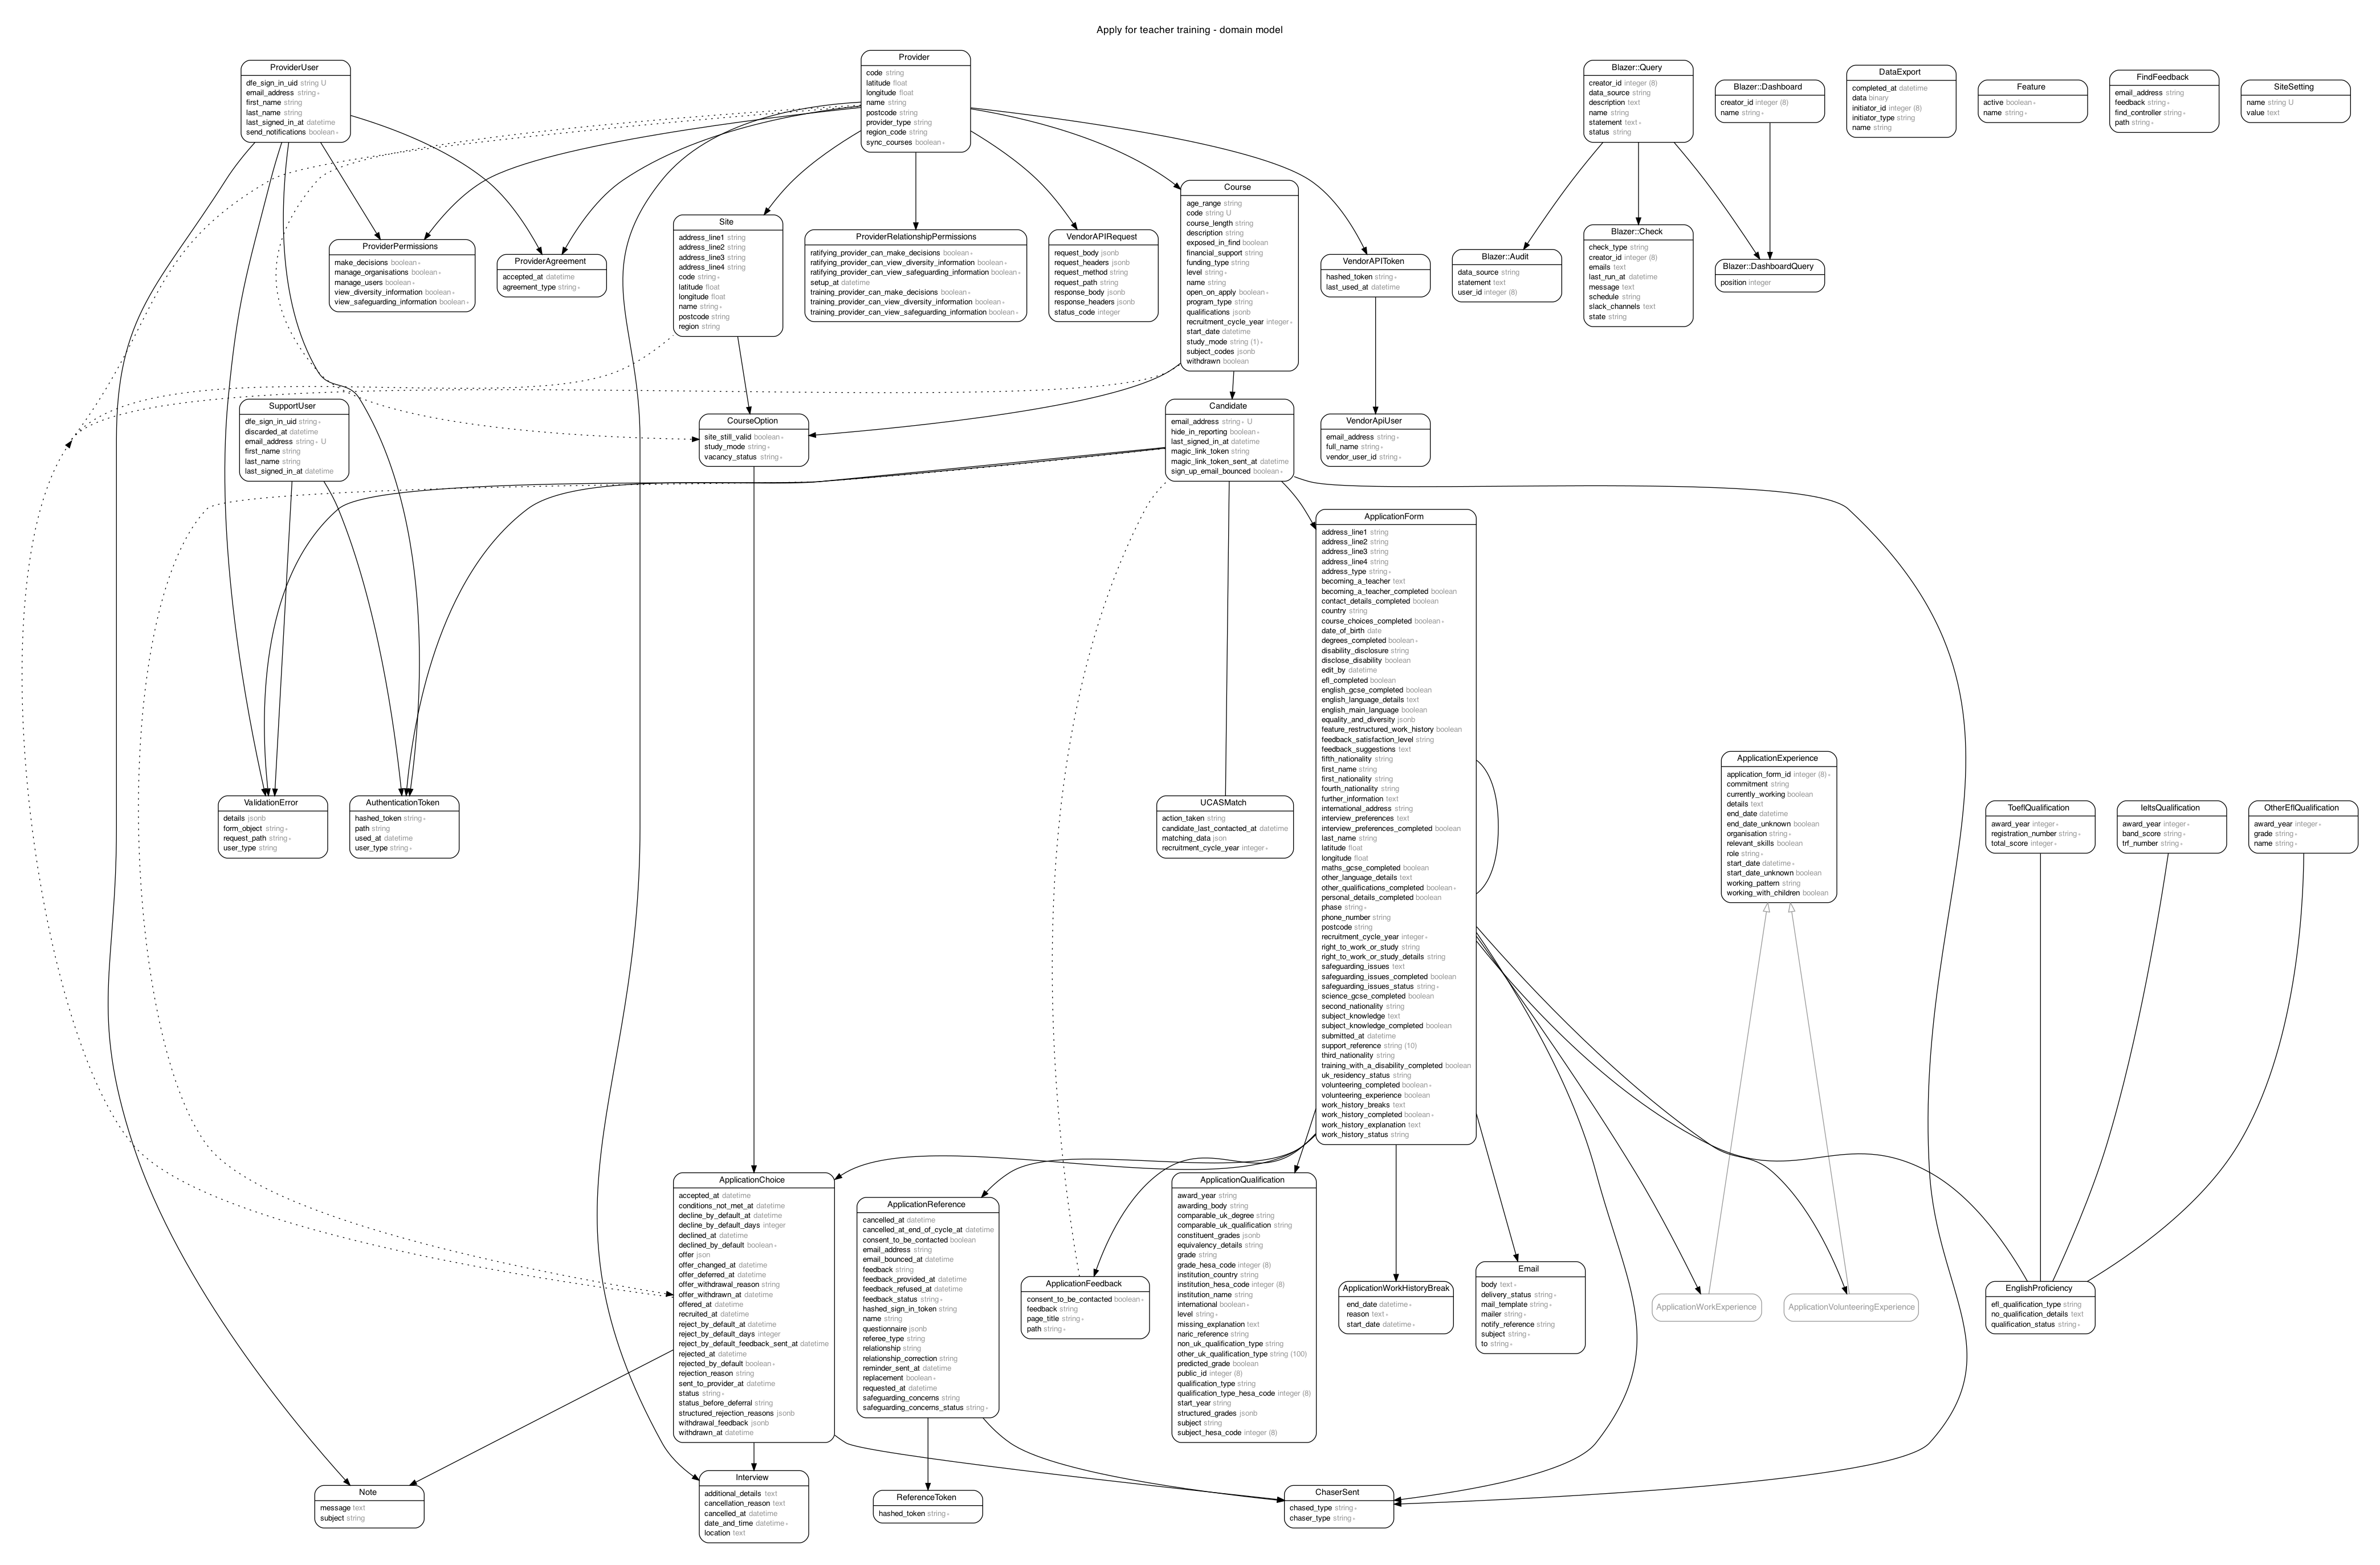 Apply for teacher training - domain model
ProviderUser
dfe_sign_in_uid string U
email_address string ∗
first_name string
last_name string
last_signed_in_at datetime
send_notifications boolean ∗
Provider
code string
latitude float
longitude float
name string
postcode string
provider_type string
region_code string
sync_courses boolean ∗
Blazer::Query
creator_id integer (8)
data_source string
description text
name string
statement text ∗
status string
Blazer::Dashboard
creator_id integer (8)
name string ∗
DataExport
completed_at datetime
data binary
initiator_id integer (8)
initiator_type string
name string
Feature
active boolean ∗
name string ∗
FindFeedback
email_address string
feedback string ∗
find_controller string ∗
path string ∗
SiteSetting
name string U
value text
ProviderPermissions
make_decisions boolean ∗
manage_organisations boolean ∗
manage_users boolean ∗
view_diversity_information boolean ∗
view_safeguarding_information boolean ∗
ProviderAgreement
accepted_at datetime
agreement_type string ∗
Site
address_line1 string
address_line2 string
address_line3 string
address_line4 string
code string ∗
latitude float
longitude float
name string ∗
postcode string
region string
ProviderRelationshipPermissions
ratifying_provider_can_make_decisions boolean ∗
ratifying_provider_can_view_diversity_information boolean ∗
ratifying_provider_can_view_safeguarding_information boolean ∗
setup_at datetime
training_provider_can_make_decisions boolean ∗
training_provider_can_view_diversity_information boolean ∗
training_provider_can_view_safeguarding_information boolean ∗
VendorAPIRequest
request_body jsonb
request_headers jsonb
request_method string
request_path string
response_body jsonb
response_headers jsonb
status_code integer
Course
age_range string
code string U
course_length string
description string
exposed_in_find boolean
financial_support string
funding_type string
level string ∗
name string
open_on_apply boolean ∗
program_type string
qualifications jsonb
recruitment_cycle_year integer ∗
start_date datetime
study_mode string (1) ∗
subject_codes jsonb
withdrawn boolean
VendorAPIToken
hashed_token string ∗
last_used_at datetime
Blazer::Audit
data_source string
statement text
user_id integer (8)
Blazer::Check
check_type string
creator_id integer (8)
emails text
last_run_at datetime
message text
schedule string
slack_channels text
state string
Blazer::DashboardQuery
position integer
SupportUser
dfe_sign_in_uid string ∗
discarded_at datetime
email_address string ∗ U
first_name string
last_name string
last_signed_in_at datetime
CourseOption
site_still_valid boolean ∗
study_mode string ∗
vacancy_status string ∗
Candidate
email_address string ∗ U
hide_in_reporting boolean ∗
last_signed_in_at datetime
magic_link_token string
magic_link_token_sent_at datetime
sign_up_email_bounced boolean ∗
VendorApiUser
email_address string ∗
full_name string ∗
vendor_user_id string ∗
ApplicationForm
address_line1 string
address_line2 string
address_line3 string
address_line4 string
address_type string ∗
becoming_a_teacher text
becoming_a_teacher_completed boolean
contact_details_completed boolean
country string
course_choices_completed boolean ∗
date_of_birth date
degrees_completed boolean ∗
disability_disclosure string
disclose_disability boolean
edit_by datetime
efl_completed boolean
english_gcse_completed boolean
english_language_details text
english_main_language boolean
equality_and_diversity jsonb
feature_restructured_work_history boolean
feedback_satisfaction_level string
feedback_suggestions text
fifth_nationality string
first_name string
first_nationality string
fourth_nationality string
further_information text
international_address string
interview_preferences text
interview_preferences_completed boolean
last_name string
latitude float
longitude float
maths_gcse_completed boolean
other_language_details text
other_qualifications_completed boolean ∗
personal_details_completed boolean
phase string ∗
phone_number string
postcode string
recruitment_cycle_year integer ∗
right_to_work_or_study string
right_to_work_or_study_details string
safeguarding_issues text
safeguarding_issues_completed boolean
safeguarding_issues_status string ∗
science_gcse_completed boolean
second_nationality string
subject_knowledge text
subject_knowledge_completed boolean
submitted_at datetime
support_reference string (10)
third_nationality string
training_with_a_disability_completed boolean
uk_residency_status string
volunteering_completed boolean ∗
volunteering_experience boolean
work_history_breaks text
work_history_completed boolean ∗
work_history_explanation text
work_history_status string
ValidationError
details jsonb
form_object string ∗
request_path string ∗
user_type string
AuthenticationToken
hashed_token string ∗
path string
used_at datetime
user_type string ∗
UCASMatch
action_taken string
candidate_last_contacted_at datetime
matching_data json
recruitment_cycle_year integer ∗
ApplicationExperience
application_form_id integer (8) ∗
commitment string
currently_working boolean
details text
end_date datetime
end_date_unknown boolean
organisation string ∗
relevant_skills boolean
role string ∗
start_date datetime ∗
start_date_unknown boolean
working_pattern string
working_with_children boolean
ToeflQualification
award_year integer ∗
registration_number string ∗
total_score integer ∗
IeltsQualification
award_year integer ∗
band_score string ∗
trf_number string ∗
OtherEflQualification
award_year integer ∗
grade string ∗
name string ∗
ApplicationChoice
accepted_at datetime
conditions_not_met_at datetime
decline_by_default_at datetime
decline_by_default_days integer
declined_at datetime
declined_by_default boolean ∗
offer json
offer_changed_at datetime
offer_deferred_at datetime
offer_withdrawal_reason string
offer_withdrawn_at datetime
offered_at datetime
recruited_at datetime
reject_by_default_at datetime
reject_by_default_days integer
reject_by_default_feedback_sent_at datetime
rejected_at datetime
rejected_by_default boolean ∗
rejection_reason string
sent_to_provider_at datetime
status string ∗
status_before_deferral string
structured_rejection_reasons jsonb
withdrawal_feedback jsonb
withdrawn_at datetime
ApplicationReference
cancelled_at datetime
cancelled_at_end_of_cycle_at datetime
consent_to_be_contacted boolean
email_address string
email_bounced_at datetime
feedback string
feedback_provided_at datetime
feedback_refused_at datetime
feedback_status string ∗
hashed_sign_in_token string
name string
questionnaire jsonb
referee_type string
relationship string
relationship_correction string
reminder_sent_at datetime
replacement boolean ∗
requested_at datetime
safeguarding_concerns string
safeguarding_concerns_status string ∗
ApplicationFeedback
consent_to_be_contacted boolean ∗
feedback string
page_title string ∗
path string ∗
ApplicationQualification
award_year string
awarding_body string
comparable_uk_degree string
comparable_uk_qualification string
constituent_grades jsonb
equivalency_details string
grade string
grade_hesa_code integer (8)
institution_country string
institution_hesa_code integer (8)
institution_name string
international boolean ∗
level string ∗
missing_explanation text
naric_reference string
non_uk_qualification_type string
other_uk_qualification_type string (100)
predicted_grade boolean
public_id integer (8)
qualification_type string
qualification_type_hesa_code integer (8)
start_year string
structured_grades jsonb
subject string
subject_hesa_code integer (8)
ApplicationWorkHistoryBreak
end_date datetime ∗
reason text ∗
start_date datetime ∗
Email
body text ∗
delivery_status string ∗
mail_template string ∗
mailer string ∗
notify_reference string
subject string ∗
to string ∗
ApplicationWorkExperience
ApplicationVolunteeringExperience
EnglishProficiency
efl_qualification_type string
no_qualification_details text
qualification_status string ∗
Note
message text
subject string
Interview
additional_details text
cancellation_reason text
cancelled_at datetime
date_and_time datetime ∗
location text
ReferenceToken
hashed_token string ∗
ChaserSent
chased_type string ∗
chaser_type string ∗